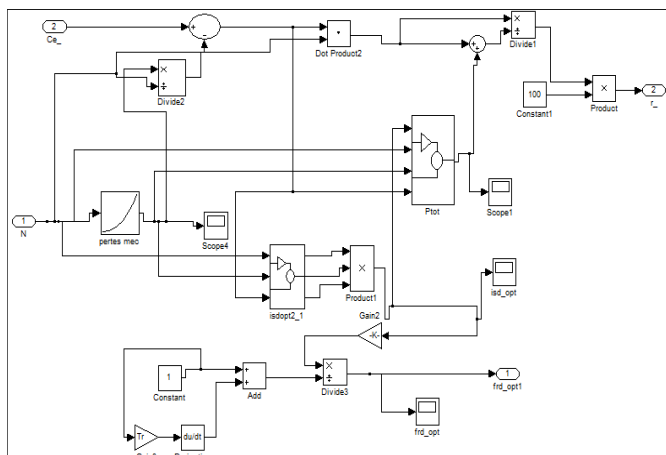 2
Ce_
+
-
×
÷
Divide2
Dot Product2
+
+
×
÷
Divide1
100
Constant1
×
Product
2
r_
1
N
pertes mec
Scope4
Ptot
Scope1
isdopt2_1
×
Product1
isd_opt
Gain2
-K-
×
÷
Divide3
1
frd_opt1
frd_opt
1
Constant
+
+
Add
Tr
du/dt